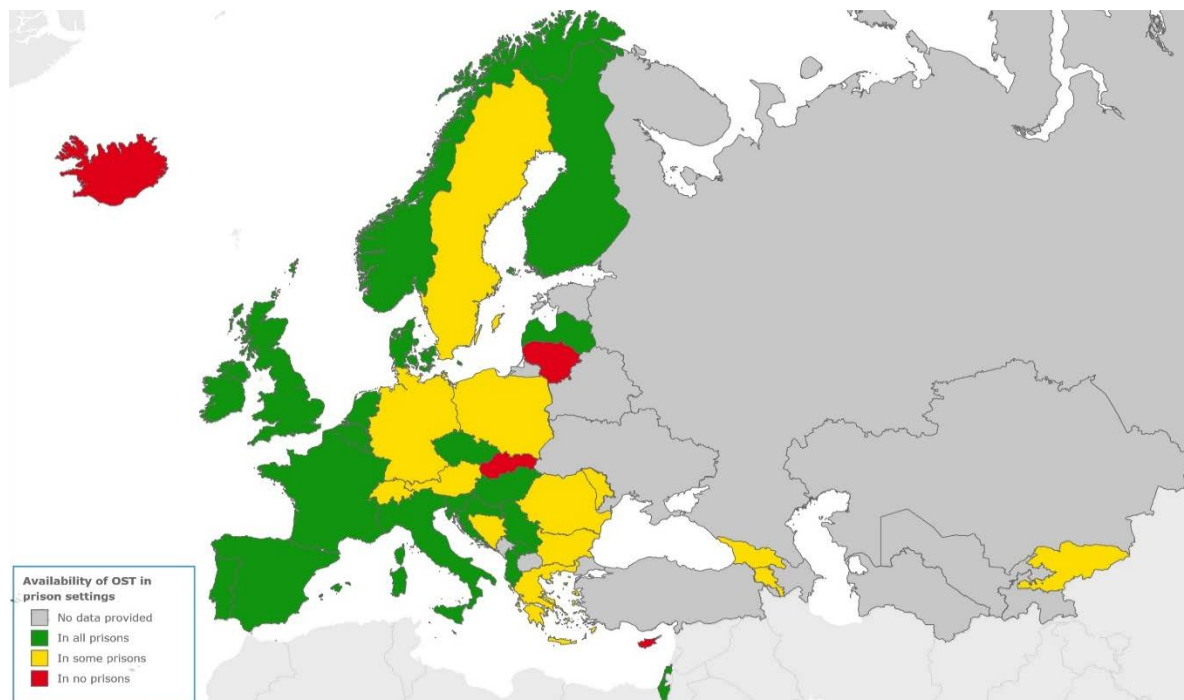 Availability of OST in
prison settings
No data provided
In all prisons
In some prisons
In no prisons